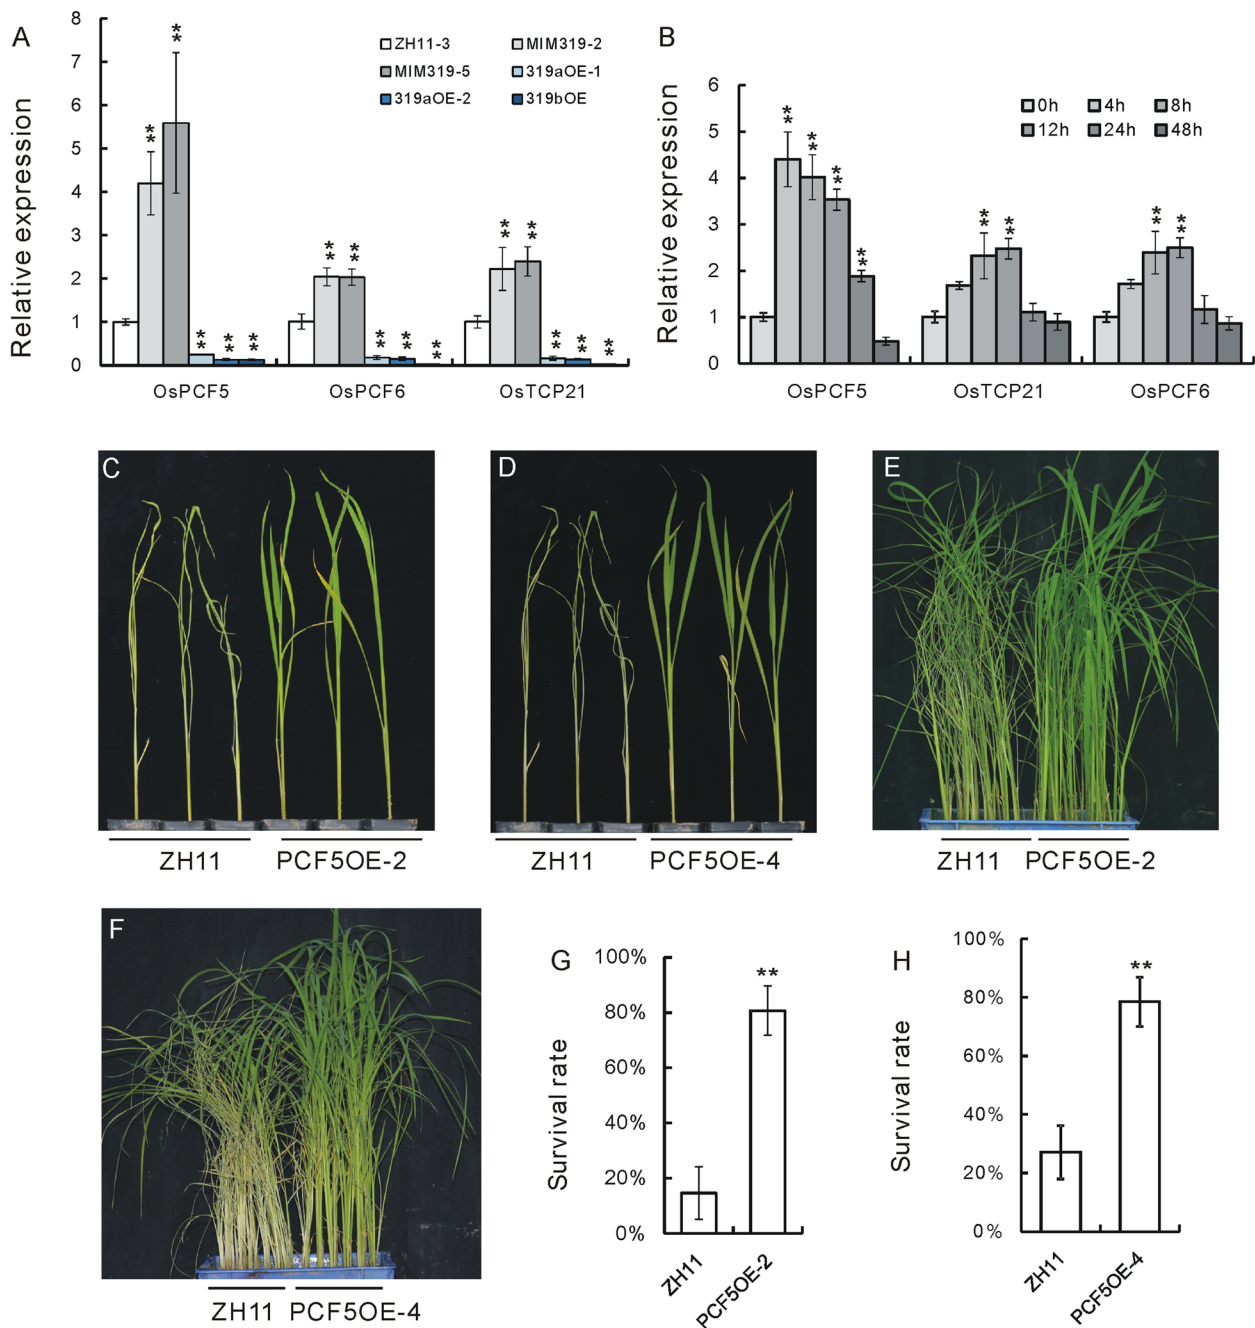 A
Relative expression
8
7
6
5
4
3
2
1
0
** ** ** ** **
** ** ** ** **
** ** ** ** **
ZH11-3 MIM319-2
MIM319-5 319aOE-1
319aOE-2 319bOE
OsPCF5 OsPCF6 OsTCP21
B
Relative expression
6
5
4
3
2
1
0
** ** ** **
** **
** **
0h 4h 8h
12h 24h 48h
OsPCF5 OsTCP21 OsPCF6
C
ZH11 PCF5OE-2
D
ZH11 PCF5OE-4
E
ZH11 PCF5OE-2
F
ZH11 PCF5OE-4
G
Survival rate
100%
80%
60%
40%
20%
0%
**
ZH11 PCF5OE-2
H
Survival rate
100%
80%
60%
40%
20%
0%
**
ZH11 PCF5OE-4